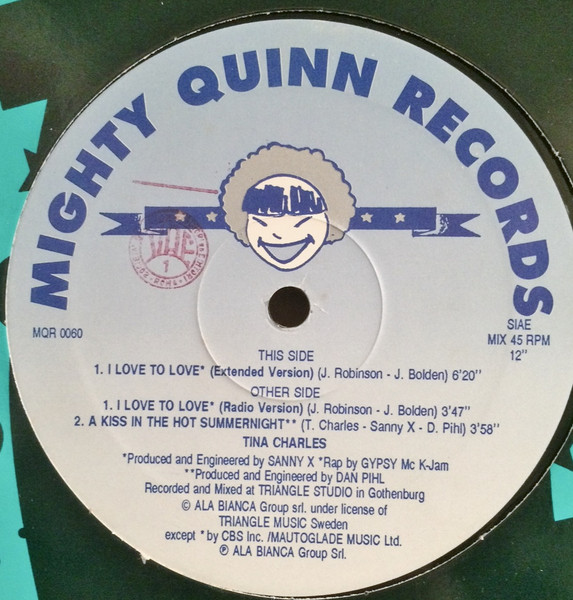 MIGHTY QUINN RECORDS
MQR 0060
SIAE
MIX 45 RPM
12"
THIS SIDE
1. I LOVE TO LOVE* (Extended Version) (J. Robinson - J. Bolden) 6'20"
OTHER SIDE
1. I LOVE TO LOVE* (Radio Version) (J. Robinson - J. Bolden) 3'47"
2. A KISS IN THE HOT SUMMERNIGHT** (T. Charles - Sanny X - D. Pihl) 3'58"
TINA CHARLES
*Produced and Engineered by SANNY X *Rap by GYPSY Mc K-Jam
**Produced and Engineered by DAN PIHL
Recorded and Mixed at TRIANGLE STUDIO in Gothenburg
© ALA BIANCA Group srl. under license of
TRIANGLE MUSIC Sweden
except * by CBS Inc. /MAUTOGLADE MUSIC Ltd.
℗ ALA BIANCA Group Srl.